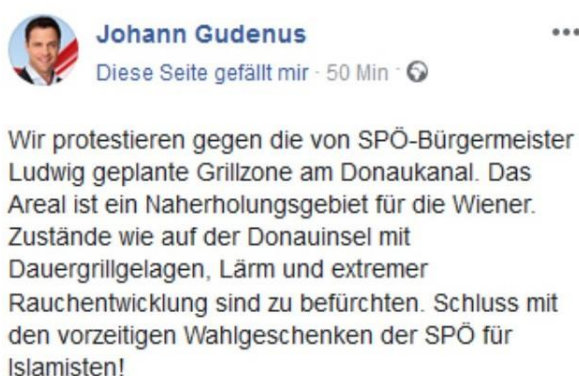 Johann Gudenus
Diese Seite gefällt mir · 50 Min ·
Wir protestieren gegen die von SPÖ-Bürgermeister
Ludwig geplante Grillzone am Donaukanal. Das
Areal ist ein Naherholungsgebiet für die Wiener.
Zustände wie auf der Donauinsel mit
Dauergrillgelagen, Lärm und extremer
Rauchentwicklung sind zu befürchten. Schluss mit
den vorzeitigen Wahlgeschenken der SPÖ für
Islamisten!